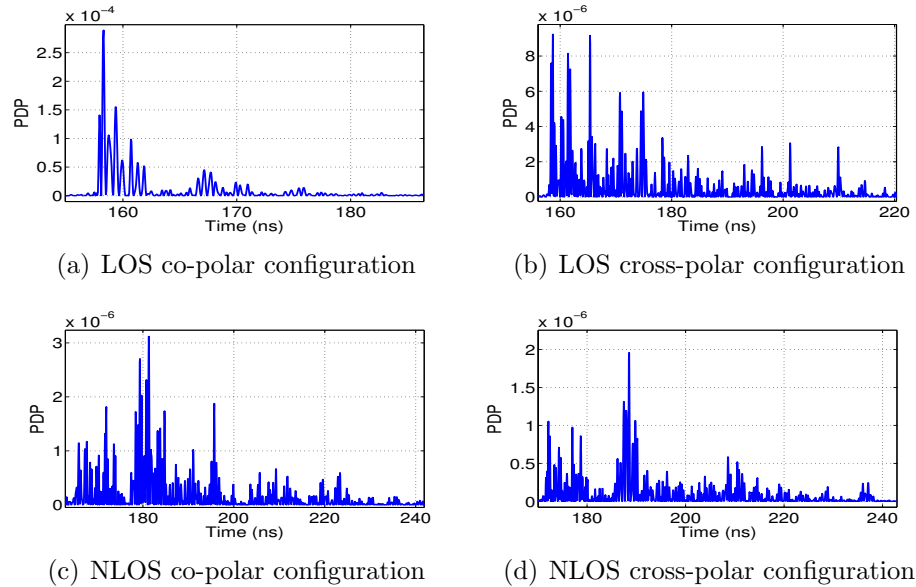 x 10⁻⁴
2.5
2
1.5
1
0.5
0
PDP
160 170 180
Time (ns)
(a) LOS co-polar configuration
x 10⁻⁶
8
6
4
2
0
PDP
160 180 200 220
Time (ns)
(b) LOS cross-polar configuration
x 10⁻⁶
3
2
1
0
PDP
180 200 220 240
Time (ns)
(c) NLOS co-polar configuration
x 10⁻⁶
2
1.5
1
0.5
0
PDP
180 200 220 240
Time (ns)
(d) NLOS cross-polar configuration